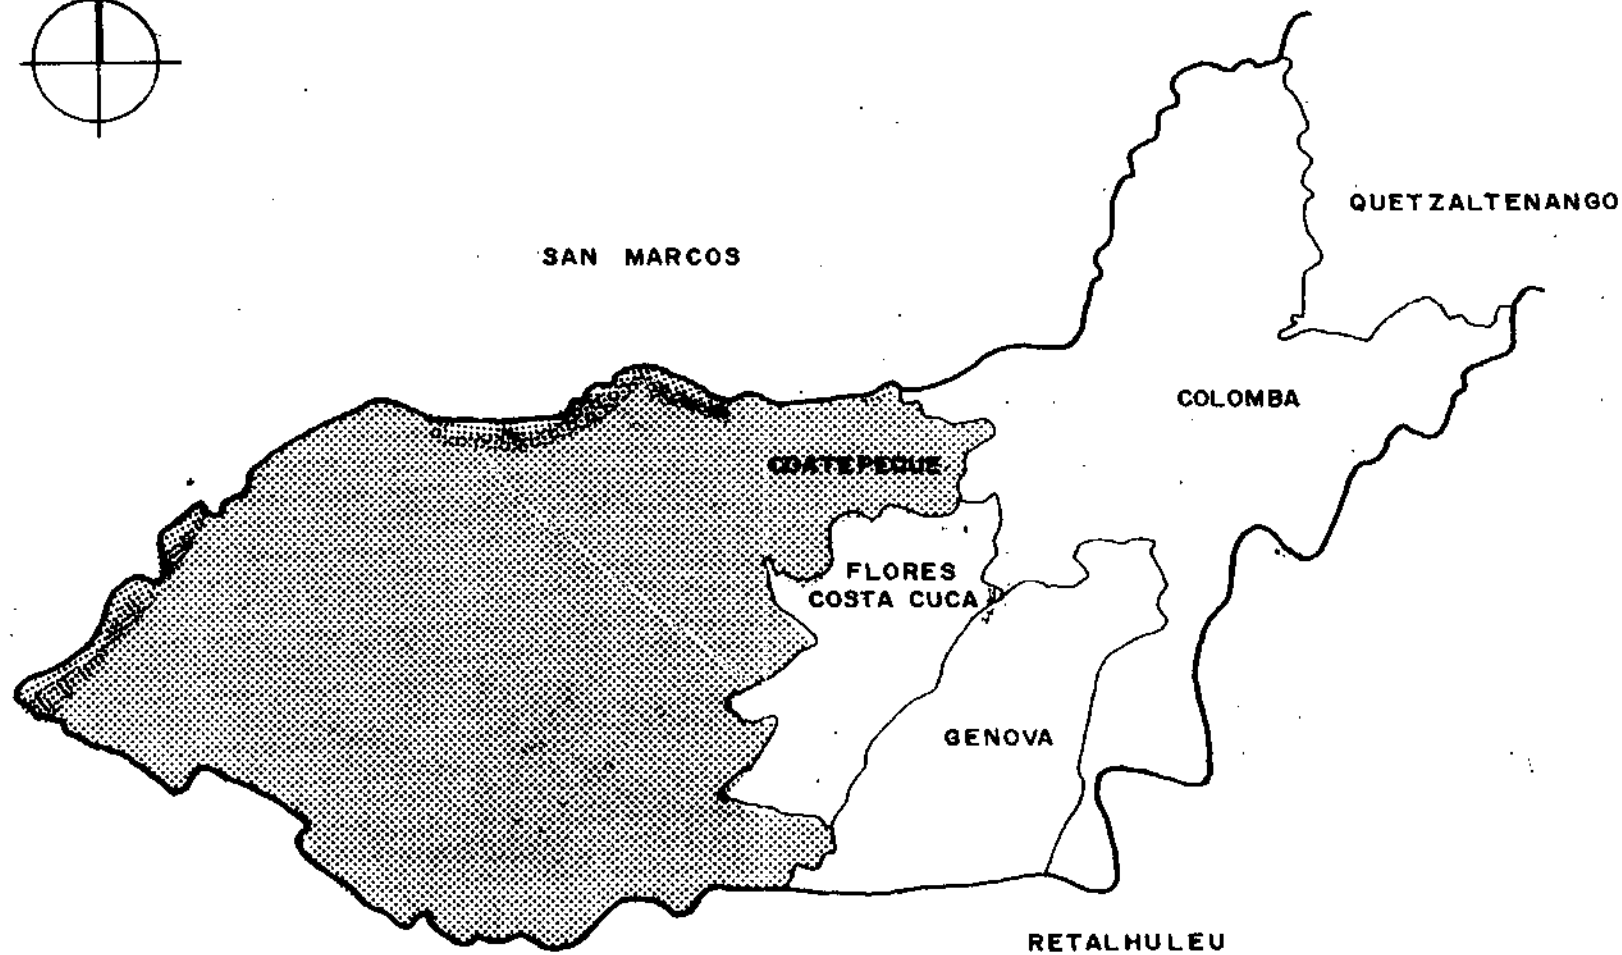 QUETZALTENANGO
SAN MARCOS
COLOMBA
COATEPEQUE
FLORES
COSTA CUCA
GENOVA
RETALHULEU